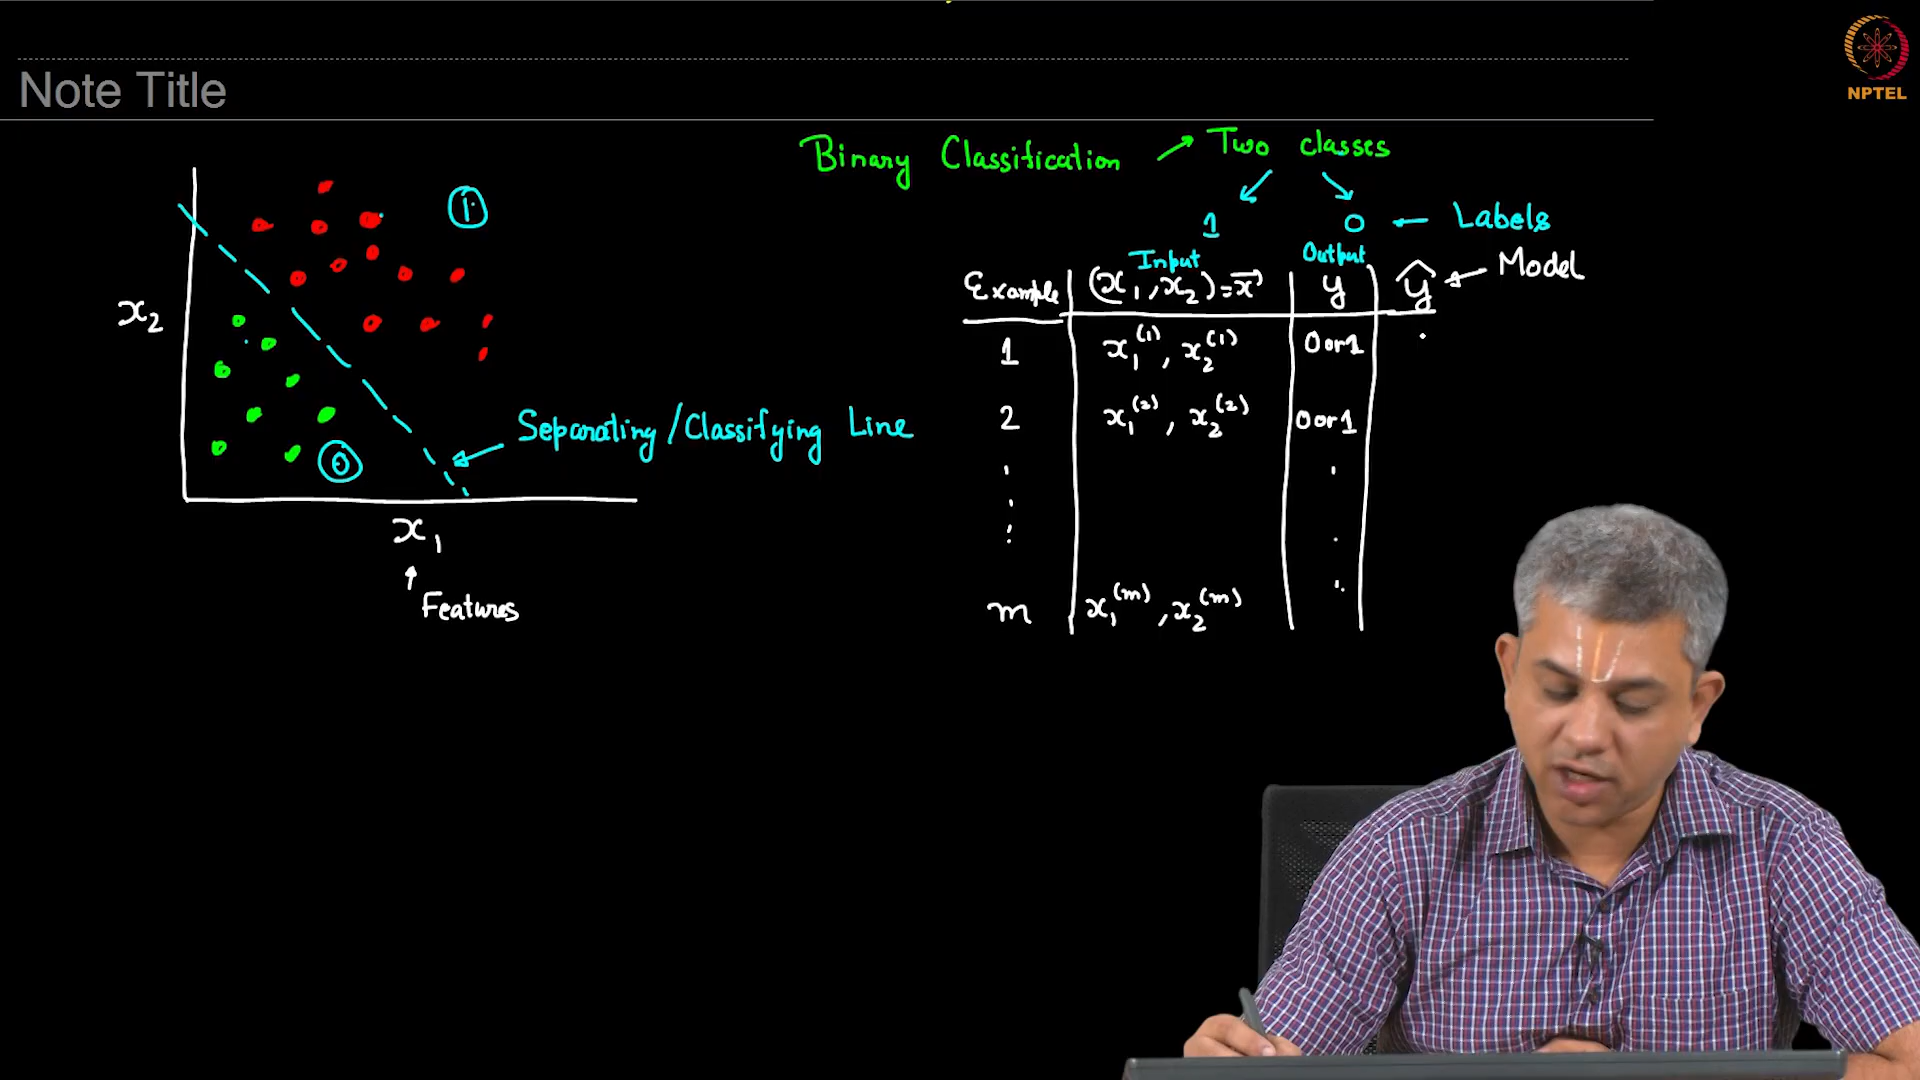 NPTEL
Note Title
Binary Classification → Two classes
1 0 ← Labels
Input Output
Example (x₁, x₂) = x⃗ y ŷ ← Model
1 x₁⁽¹⁾, x₂⁽¹⁾ 0 or 1
2 x₁⁽²⁾, x₂⁽²⁾ 0 or 1
m x₁⁽ᵐ⁾, x₂⁽ᵐ⁾
1
x₂
Separating/Classifying Line
0
x₁
Features